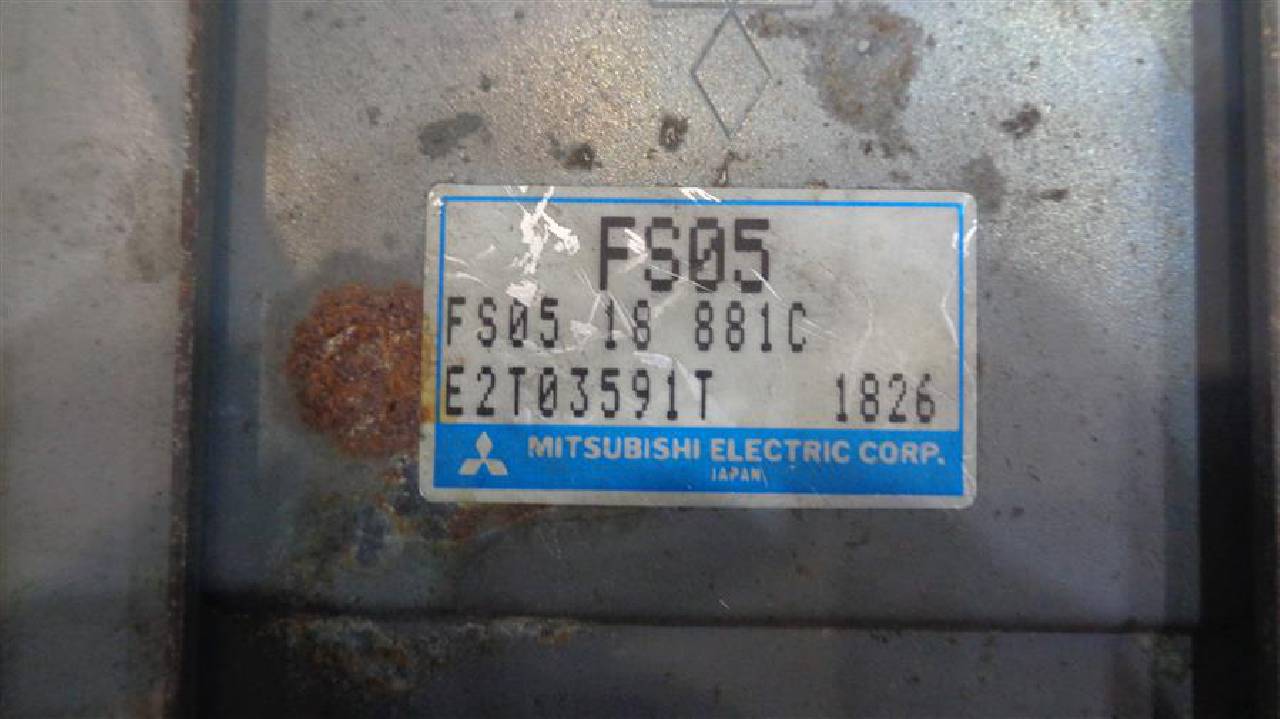 FS05
FS05 18 881C
E2T03591T 1826
MITSUBISHI ELECTRIC CORP.
JAPAN